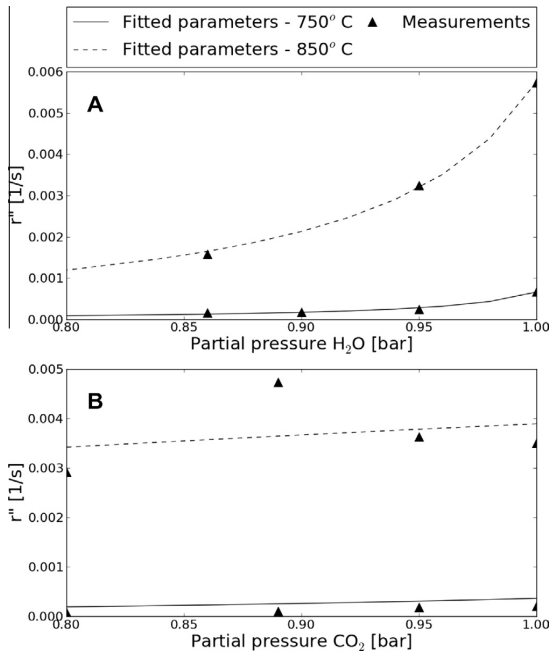 Fitted parameters - 750° C
Measurements
Fitted parameters - 850° C
A
0.006
0.005
0.004
0.003
0.002
0.001
0.000
r" [1/s]
0.80 0.85 0.90 0.95 1.00
Partial pressure H₂O [bar]
B
0.005
0.004
0.003
0.002
0.001
0.000
r" [1/s]
0.80 0.85 0.90 0.95 1.00
Partial pressure CO₂ [bar]